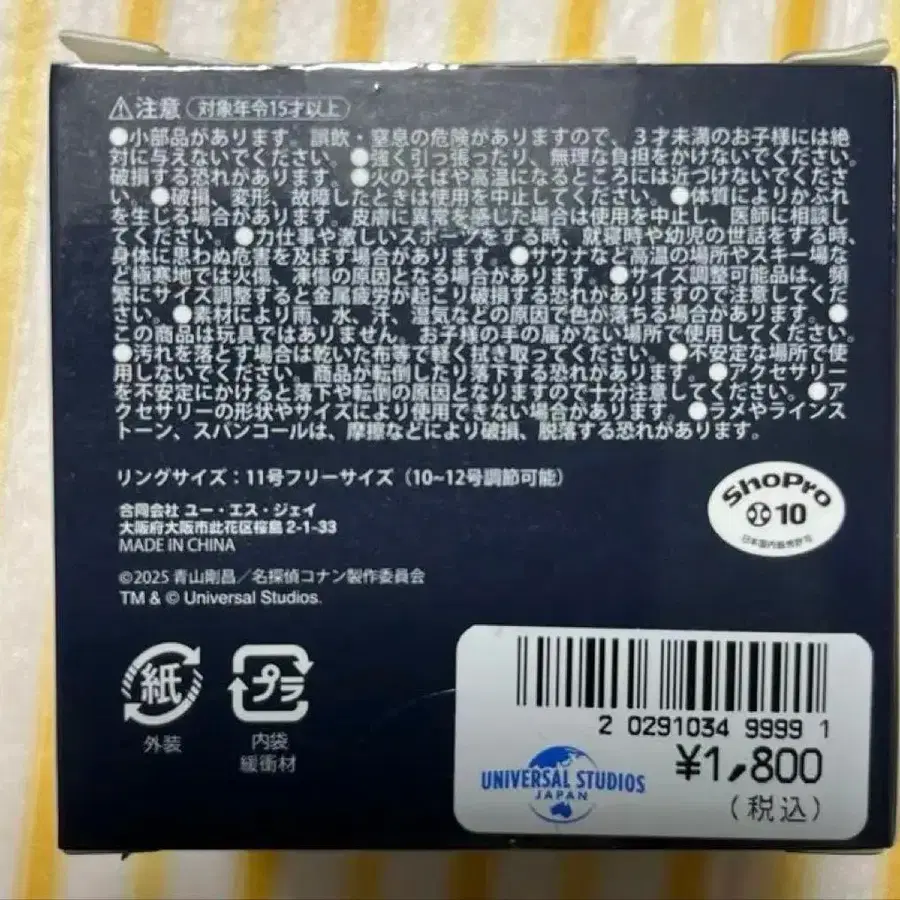 ⚠注意 対象年令15才以上
●小部品があります。誤飲・窒息の危険がありますので、3才未満のお子様には絶
対に与えないでください。●強く引っ張ったり、無理な負担をかけないでください。
破損する恐れがあります。●火のそばや高温になるところには近づけないでくださ
い。●破損、変形、故障したときは使用を中止してください。●体質によりかぶれ
を生じる場合があります。皮膚に異常を感じた場合は使用を中止し、医師に相談し
てください。●力仕事や激しいスポーツをする時、就寝時や幼児の世話をする時、
身体に思わぬ危害を及ぼす場合があります。●サウナなど高温の場所やスキー場な
ど極寒地では火傷、凍傷の原因となる場合があります。●サイズ調整可能品は、頻
繁にサイズ調整すると金属疲労が起こり破損する恐れがありますので注意してくだ
さい。●素材により雨、水、汗、湿気などの原因で色が落ちる場合があります。●
この商品は玩具ではありません。お子様の手の届かない場所で使用してください。
●汚れを落とす場合は乾いた布等で軽く拭き取ってください。●不安定な場所で使
用しないでください。商品が転倒したり落下する恐れがあります。●アクセサリー
を不安定にかけると落下や転倒の原因となりますので十分注意してください。●ア
クセサリーの形状やサイズにより使用できない場合があります。●ラメやラインス
トーン、スパンコールは、摩擦などにより破損、脱落する恐れがあります。
リングサイズ：11号フリーサイズ（10~12号調節可能）
合同会社 ユー・エス・ジェイ
大阪府大阪市此花区桜島 2-1-33
MADE IN CHINA
©2025 青山剛昌／名探偵コナン製作委員会
TM & © Universal Studios.
ShoPro
10
紙
外装
プラ
内袋
緩衝材
2 0291034 9999 1
UNIVERSAL STUDIOS
JAPAN
¥1,800
(税込)